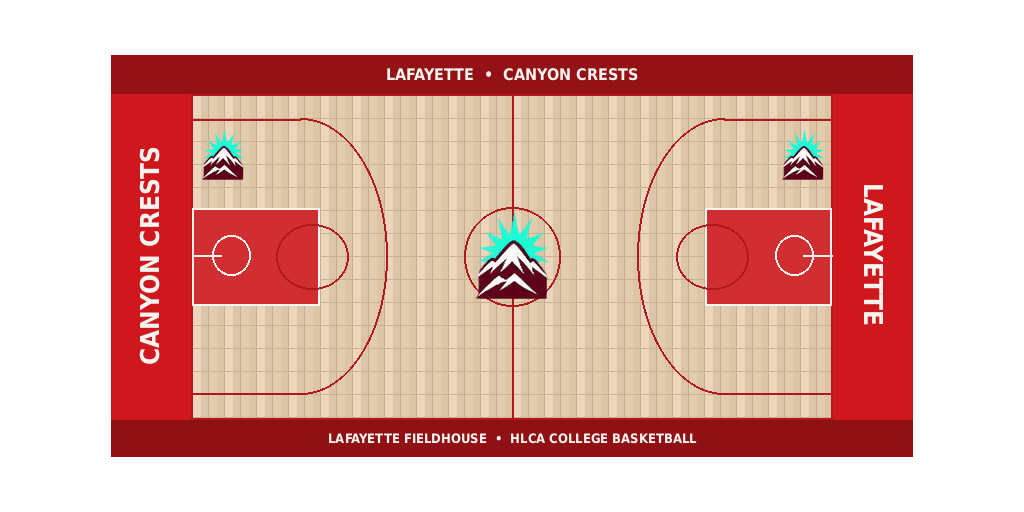 LAFAYETTE • CANYON CRESTS
CANYON CRESTS
LAFAYETTE
LAFAYETTE FIELDHOUSE • HLCA COLLEGE BASKETBALL